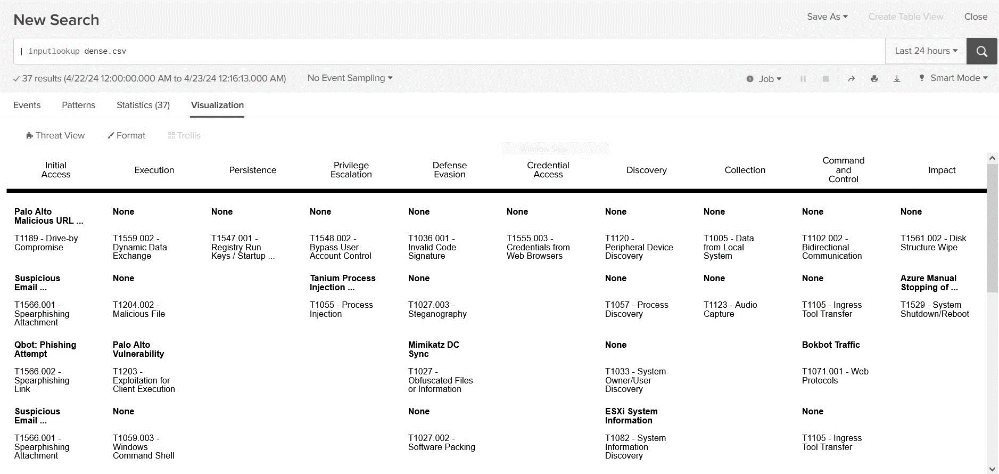 New Search
Save As
Create Table View
Close
| inputlookup dense.csv
Last 24 hours
37 results (4/22/24 12:00:00.000 AM to 4/23/24 12:16:13.000 AM)
No Event Sampling
Job
Smart Mode
Events
Patterns
Statistics (37)
Visualization
Threat View
Format
Trellis
Window Snip
Initial
Access
Execution
Persistence
Privilege
Escalation
Defense
Evasion
Credential
Access
Discovery
Collection
Command
and
Control
Impact
Palo Alto
Malicious URL ...
T1189 - Drive-by
Compromise
None
T1559.002 -
Dynamic Data
Exchange
None
T1547.001 -
Registry Run
Keys / Startup ...
None
T1548.002 -
Bypass User
Account Control
None
T1036.001 -
Invalid Code
Signature
None
T1555.003 -
Credentials from
Web Browsers
None
T1120 -
Peripheral Device
Discovery
None
T1005 - Data
from Local
System
None
T1102.002 -
Bidirectional
Communication
None
T1561.002 - Disk
Structure Wipe
Suspicious
Email ...
T1566.001 -
Spearphishing
Attachment
None
T1204.002 -
Malicious File
Tanium Process
Injection ...
T1055 - Process
Injection
None
T1027.003 -
Steganography
None
T1057 - Process
Discovery
None
T1123 - Audio
Capture
None
T1105 - Ingress
Tool Transfer
Azure Manual
Stopping of ...
T1529 - System
Shutdown/Reboot
Qbot: Phishing
Attempt
T1566.002 -
Spearphishing
Link
Palo Alto
Vulnerability
T1203 -
Exploitation for
Client Execution
Mimikatz DC
Sync
T1027 -
Obfuscated Files
or Information
None
T1033 - System
Owner/User
Discovery
Bokbot Traffic
T1071.001 - Web
Protocols
Suspicious
Email ...
T1566.001 -
Spearphishing
Attachment
None
T1059.003 -
Windows
Command Shell
None
T1027.002 -
Software Packing
ESXi System
Information
T1082 - System
Information
Discovery
None
T1105 - Ingress
Tool Transfer